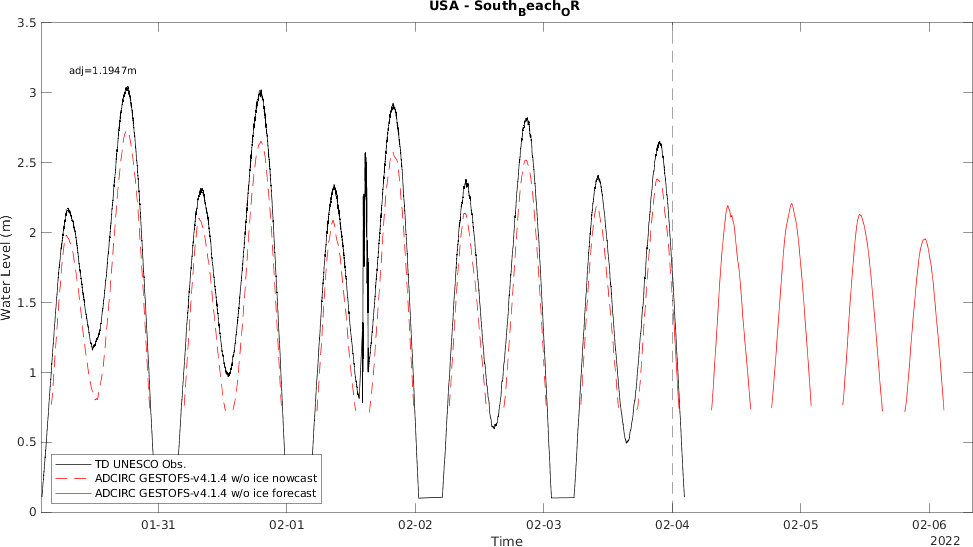 USA - SouthBeachOR
adj=1.1947m
3.5
3
2.5
2
1.5
1
0.5
0
Water Level (m)
TD UNESCO Obs.
ADCIRC GESTOFS-v4.1.4 w/o ice nowcast
ADCIRC GESTOFS-v4.1.4 w/o ice forecast
01-31 02-01 02-02 02-03 02-04 02-05 02-06
Time
2022